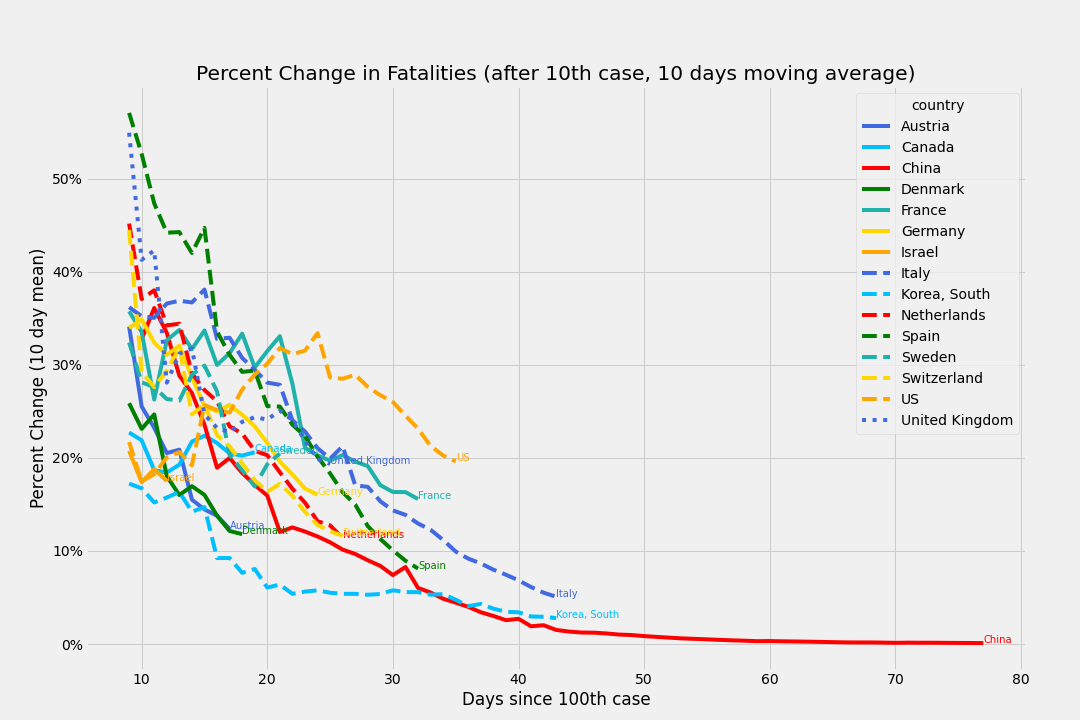 Percent Change in Fatalities (after 10th case, 10 days moving average)
country
Austria
Canada
China
Denmark
France
Germany
Israel
Italy
Korea, South
Netherlands
Spain
Sweden
Switzerland
US
United Kingdom
Percent Change (10 day mean)
50%
40%
30%
20%
10%
0%
Canada
Sweden
United Kingdom
US
Israel
Germany
France
Austria
Denmark
Switzerland
Netherlands
Spain
Italy
Korea, South
China
10 20 30 40 50 60 70 80
Days since 100th case